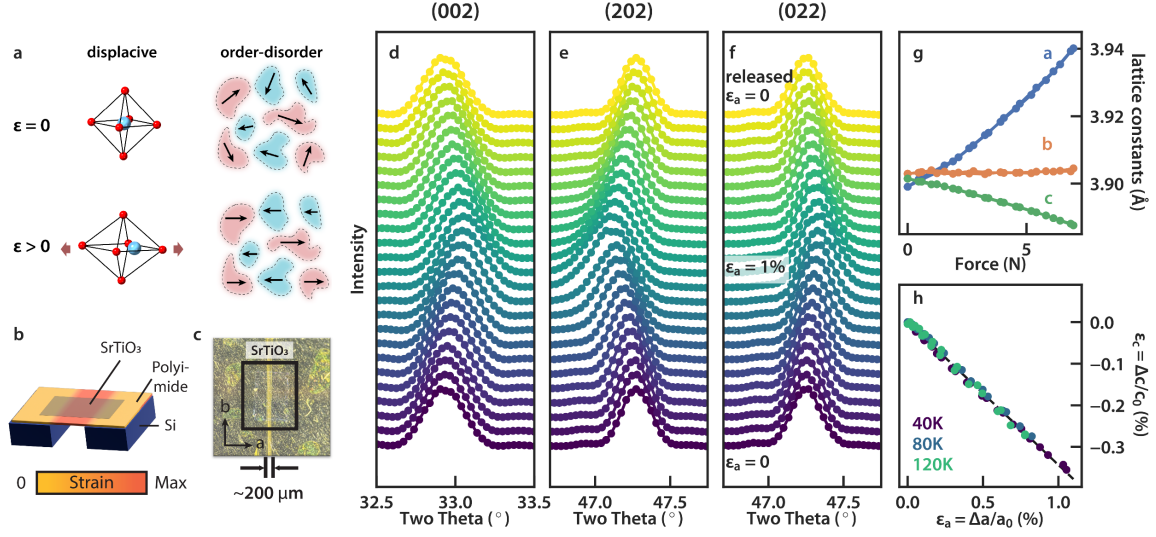 (002)
(202)
(022)
a
displacive
order-disorder
ε = 0
ε > 0
b
SrTiO₃
Polyi-
mide
Si
0
Strain
Max
c
SrTiO₃
b
a
~200 μm
d
Intensity
32.5
33.0
33.5
Two Theta (°)
e
47.0
47.5
Two Theta (°)
f
released
εₐ = 0
εₐ = 1%
εₐ = 0
47.0
47.5
Two Theta (°)
g
a
b
c
3.94
3.92
3.90
lattice constants (Å)
0
5
Force (N)
h
40K
80K
120K
0.0
−0.1
−0.2
−0.3
ε꜀ = Δc/c₀ (%)
0.0
0.5
1.0
εₐ = Δa/a₀ (%)